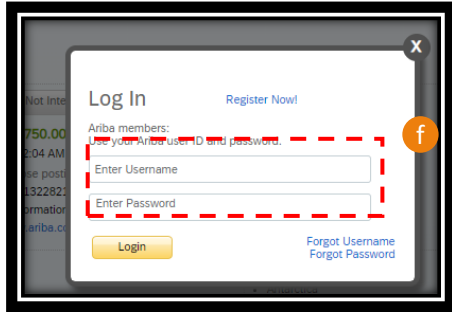 X
Log In
Register Now!
Not Inte
Ariba members:
Use your Ariba user ID and password.
f
750.00
2:04 AM
Enter Username
se posti
1322821
Enter Password
ormation
.ariba.co
Login
Forgot Username
Forgot Password
Antarctica